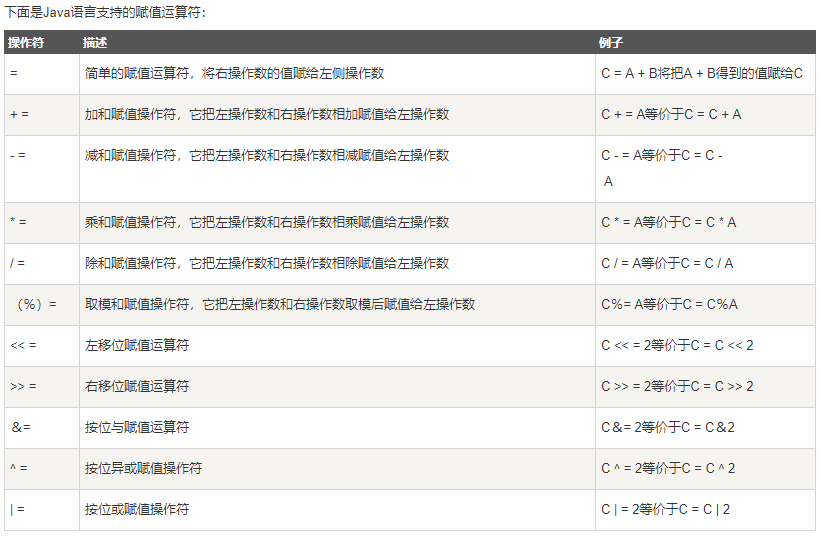 下面是Java语言支持的赋值运算符：
操作符 描述 例子
= 简单的赋值运算符，将右操作数的值赋给左侧操作数 C = A + B将把A + B得到的值赋给C
+ = 加和赋值操作符，它把左操作数和右操作数相加赋值给左操作数 C + = A等价于C = C + A
- = 减和赋值操作符，它把左操作数和右操作数相减赋值给左操作数 C - = A等价于C = C -
A
* = 乘和赋值操作符，它把左操作数和右操作数相乘赋值给左操作数 C * = A等价于C = C * A
/ = 除和赋值操作符，它把左操作数和右操作数相除赋值给左操作数 C / = A等价于C = C / A
（%）= 取模和赋值操作符，它把左操作数和右操作数取模后赋值给左操作数 C％= A等价于C = C％A
<< = 左移位赋值运算符 C << = 2等价于C = C << 2
>> = 右移位赋值运算符 C >> = 2等价于C = C >> 2
＆= 按位与赋值运算符 C＆= 2等价于C = C＆2
^ = 按位异或赋值操作符 C ^ = 2等价于C = C ^ 2
| = 按位或赋值操作符 C | = 2等价于C = C | 2